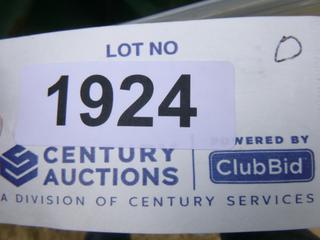 LOT NO
1924
CENTURY AUCTIONS
POWERED BY
ClubBid
A DIVISION OF CENTURY SERVICES